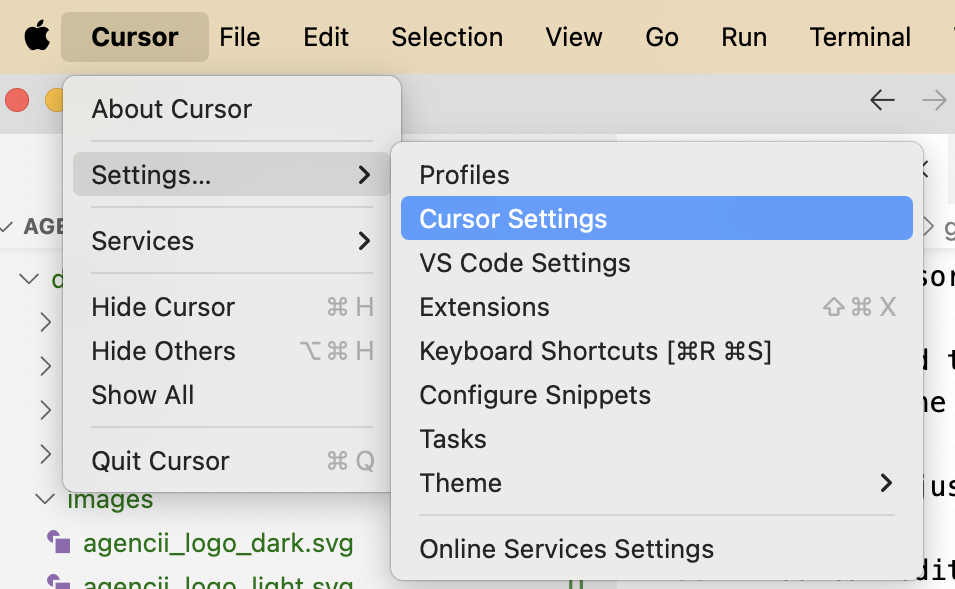 Cursor File Edit Selection View Go Run Terminal
About Cursor
Settings...
Services
Hide Cursor ⌘ H
Hide Others ⌥ ⌘ H
Show All
Quit Cursor ⌘ Q
Profiles
Cursor Settings
VS Code Settings
Extensions ⇧ ⌘ X
Keyboard Shortcuts [⌘R ⌘S]
Configure Snippets
Tasks
Theme
Online Services Settings
images
agencii_logo_dark.svg
agencii_logo_light.svg